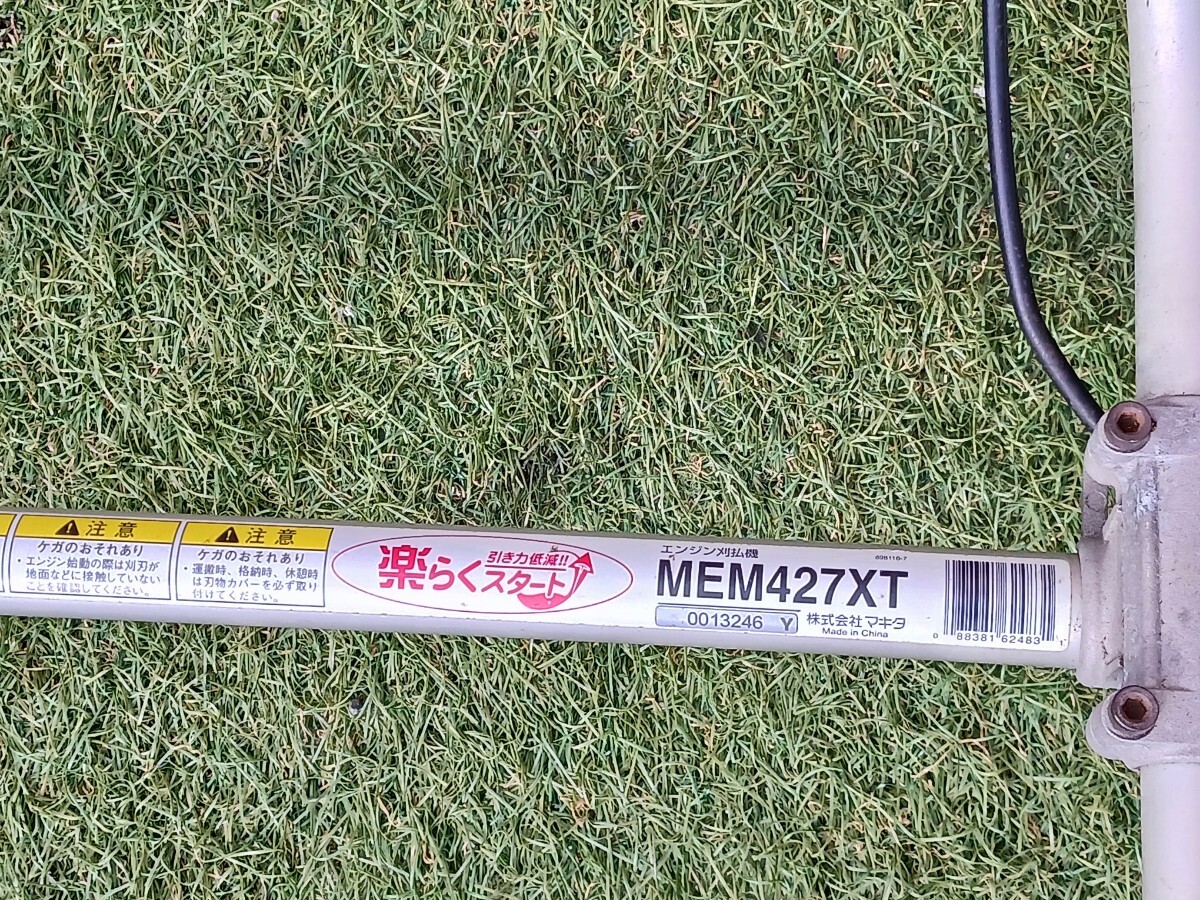 注意
ケガのおそれあり
・エンジン始動の際は刈刃が
地面などに接触していない
ことを確認してください。
注意
ケガのおそれあり
・運搬時、格納時、休憩時
は刃物カバーを必ず取り
付けてください。
引き力低減!!
楽らくスタート
エンジン刈払機
MEM427XT
0013246 Y
株式会社マキタ
Made in China
0 88381 62483 1